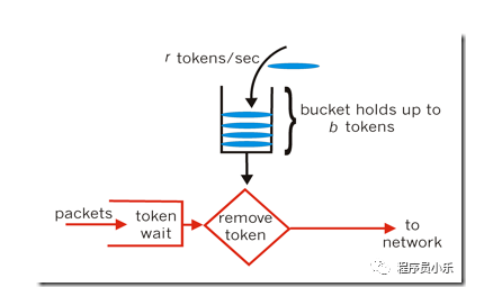 r tokens/sec
bucket holds up to
b tokens
packets
token
wait
remove
token
to
network
程序员小乐